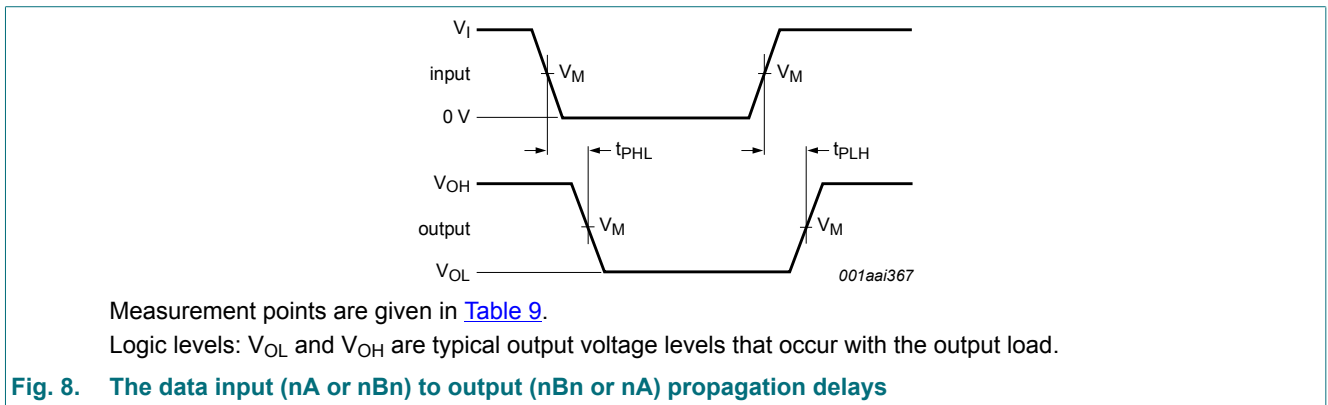 VI
input
VM
VM
0 V
tPHL
tPLH
VOH
output
VM
VM
VOL
001aai367
Measurement points are given in Table 9.
Logic levels: VOL and VOH are typical output voltage levels that occur with the output load.
Fig. 8. The data input (nA or nBn) to output (nBn or nA) propagation delays